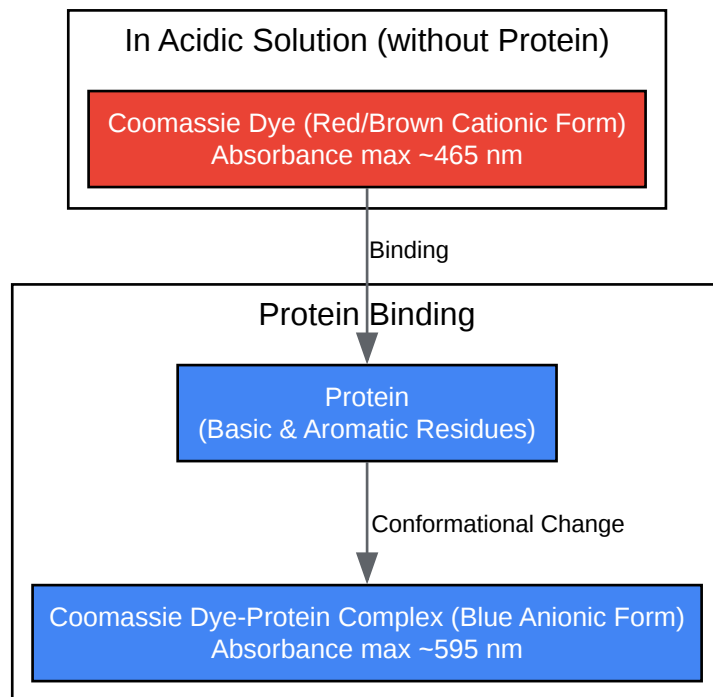 In Acidic Solution (without Protein)
Coomassie Dye (Red/Brown Cationic Form)
Absorbance max ~465 nm
Binding
Protein Binding
Protein
(Basic & Aromatic Residues)
Conformational Change
Coomassie Dye-Protein Complex (Blue Anionic Form)
Absorbance max ~595 nm